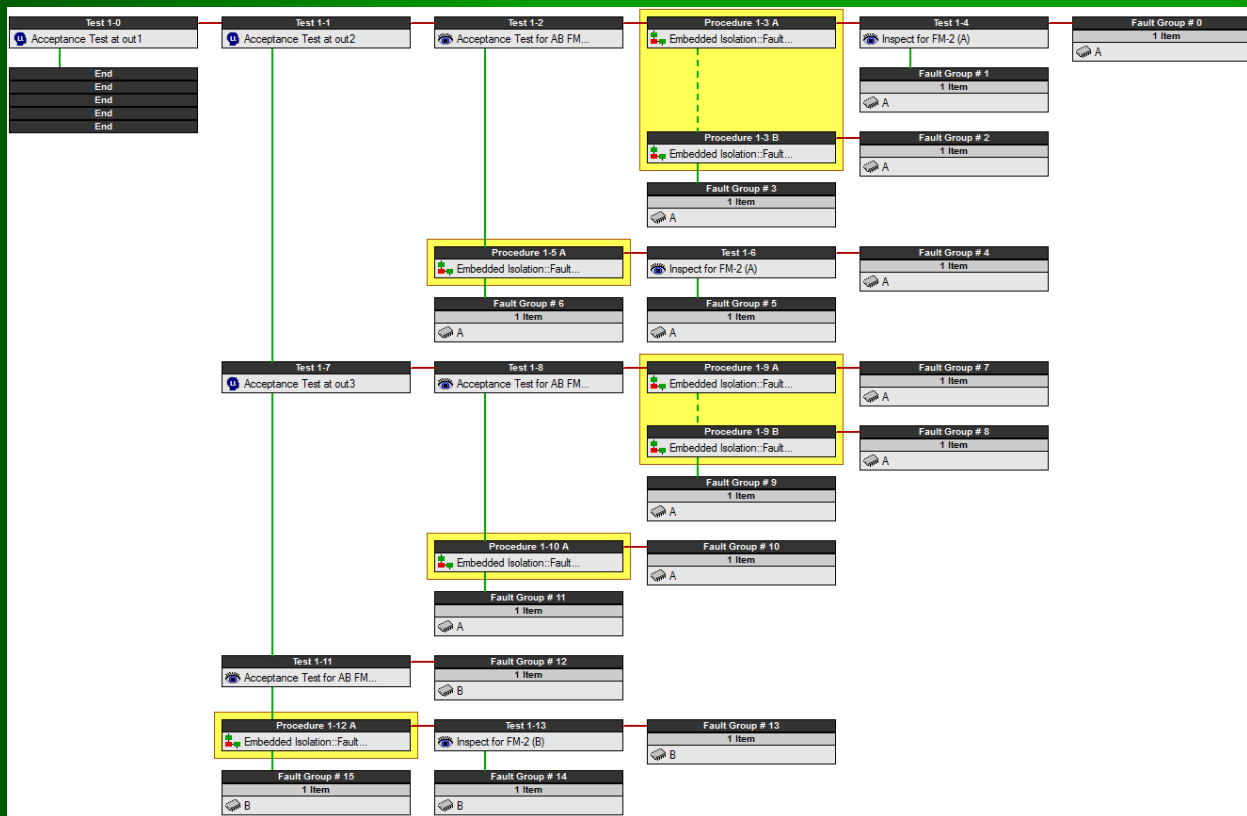 Test 1-0
Acceptance Test at out1
End
End
End
End
End
Test 1-1
Acceptance Test at out2
Test 1-2
Acceptance Test for AB FM...
Procedure 1-3 A
Embedded Isolation::Fault...
Test 1-4
Inspect for FM-2 (A)
Fault Group # 0
1 Item
A
Fault Group # 1
1 Item
A
Procedure 1-3 B
Embedded Isolation::Fault...
Fault Group # 2
1 Item
A
Fault Group # 3
1 Item
A
Procedure 1-5 A
Embedded Isolation::Fault...
Test 1-6
Inspect for FM-2 (A)
Fault Group # 4
1 Item
A
Fault Group # 6
1 Item
A
Fault Group # 5
1 Item
A
Test 1-7
Acceptance Test at out3
Test 1-8
Acceptance Test for AB FM...
Procedure 1-9 A
Embedded Isolation::Fault...
Fault Group # 7
1 Item
A
Procedure 1-9 B
Embedded Isolation::Fault...
Fault Group # 8
1 Item
A
Fault Group # 9
1 Item
A
Procedure 1-10 A
Embedded Isolation::Fault...
Fault Group # 10
1 Item
A
Fault Group # 11
1 Item
A
Test 1-11
Acceptance Test for AB FM...
Fault Group # 12
1 Item
B
Procedure 1-12 A
Embedded Isolation::Fault...
Test 1-13
Inspect for FM-2 (B)
Fault Group # 13
1 Item
B
Fault Group # 15
1 Item
B
Fault Group # 14
1 Item
B